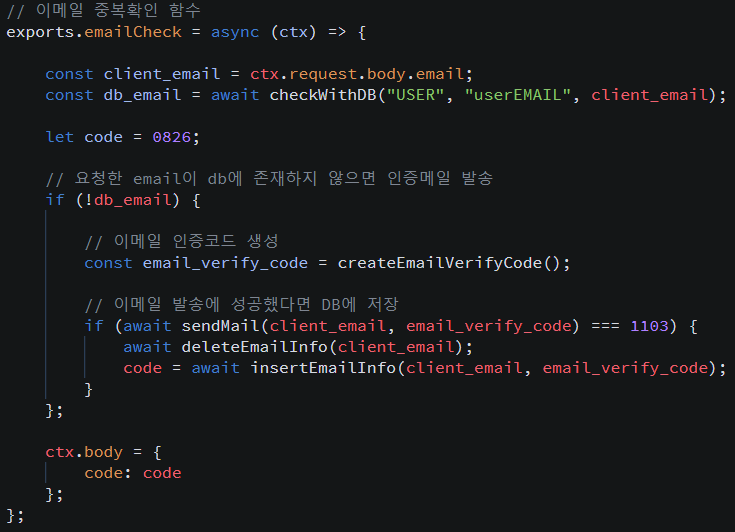 // 이메일 중복확인 함수
exports.emailCheck = async (ctx) => {
const client_email = ctx.request.body.email;
const db_email = await checkWithDB("USER", "userEMAIL", client_email);
let code = 0826;
// 요청한 email이 db에 존재하지 않으면 인증메일 발송
if (!db_email) {
// 이메일 인증코드 생성
const email_verify_code = createEmailVerifyCode();
// 이메일 발송에 성공했다면 DB에 저장
if (await sendMail(client_email, email_verify_code) === 1103) {
await deleteEmailInfo(client_email);
code = await insertEmailInfo(client_email, email_verify_code);
}
};
ctx.body = {
code: code
};
};